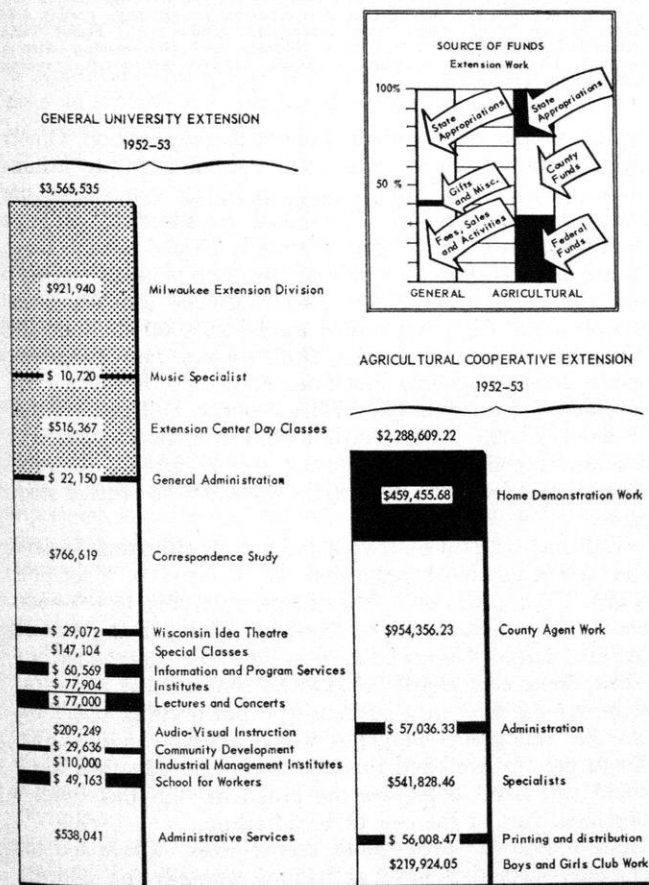 GENERAL UNIVERSITY EXTENSION
1952-53
$3,565,535
$921,940 Milwaukee Extension Division
$ 10,720 Music Specialist
$516,367 Extension Center Day Classes
$ 22,150 General Administration
$766,619 Correspondence Study
$ 29,072 Wisconsin Idea Theatre
$147,104 Special Classes
$ 60,569 Information and Program Services
$ 77,904 Institutes
$ 77,000 Lectures and Concerts
$209,249 Audio-Visual Instruction
$ 29,636 Community Development
$110,000 Industrial Management Institutes
$ 49,163 School for Workers
$538,041 Administrative Services
SOURCE OF FUNDS
Extension Work
100%
State
Appropriations
State
Appropriations
50 %
Gifts
and Misc.
County
Funds
Fees, Sales
and Activities
Federal
Funds
GENERAL AGRICULTURAL
AGRICULTURAL COOPERATIVE EXTENSION
1952-53
$2,288,609.22
$459,455.68 Home Demonstration Work
$954,356.23 County Agent Work
$ 57,036.33 Administration
$541,828.46 Specialists
$ 56,008.47 Printing and distribution
$219,924.05 Boys and Girls Club Work